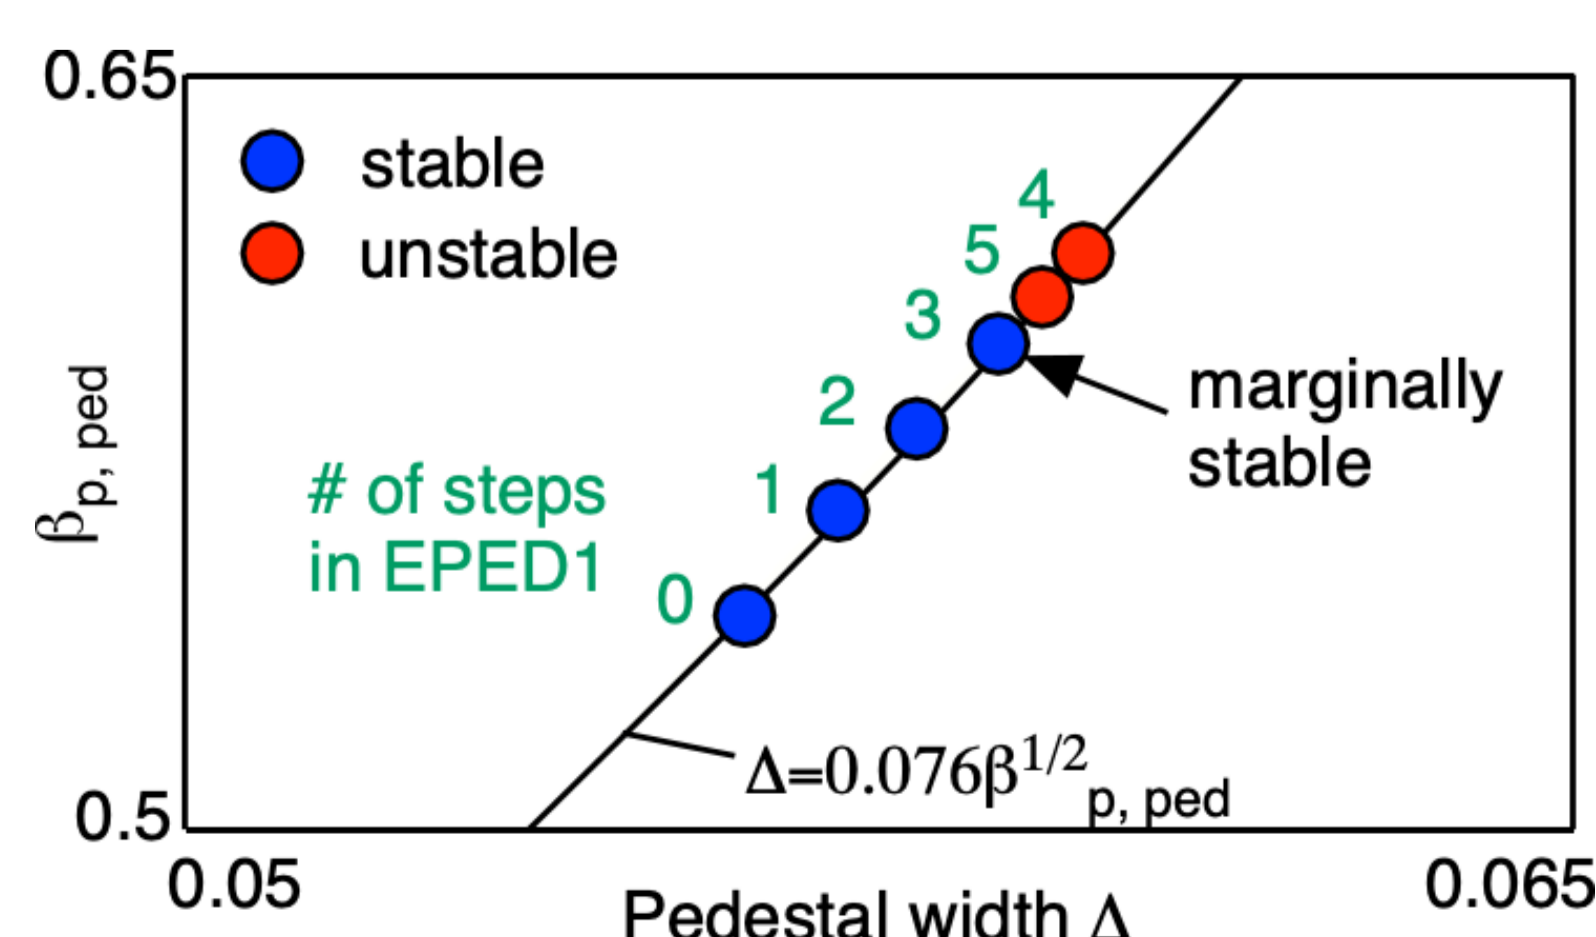 0.65
stable
unstable
4
5
3
2
1
0
marginally
stable
# of steps
in EPED1
βp, ped
Δ=0.076β1/2p, ped
0.5
0.05
0.065
Pedestal width Δ